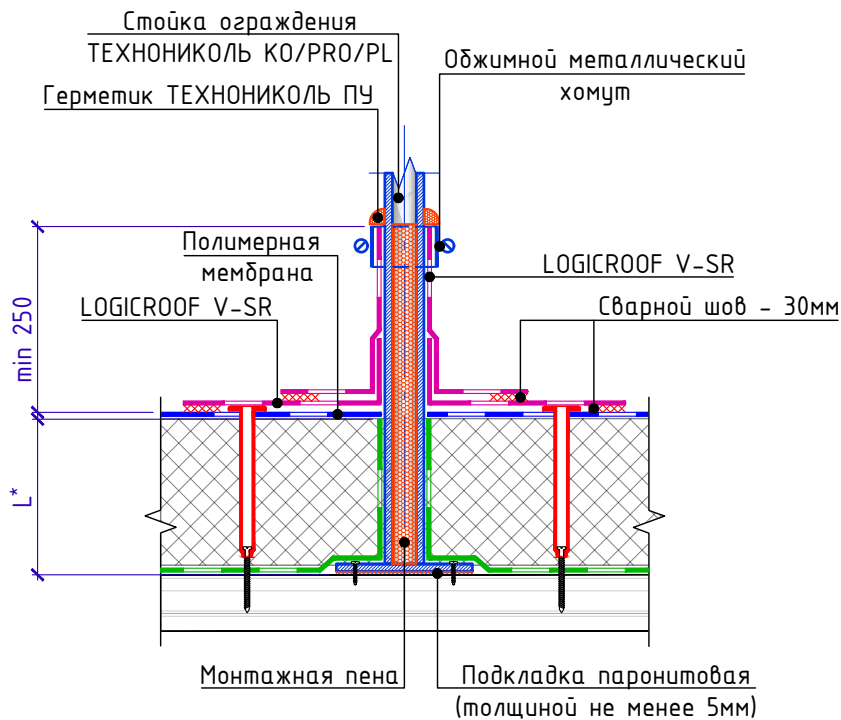 Стойка ограждения
ТЕХНОНИКОЛЬ КО/PRO/PL
Обжимной металлический
хомут
Герметик ТЕХНОНИКОЛЬ ПУ
Полимерная
мембрана
LOGICROOF V-SR
LOGICROOF V-SR
Сварной шов - 30мм
min 250
L*
Монтажная пена
Подкладка паронитовая
(толщиной не менее 5мм)